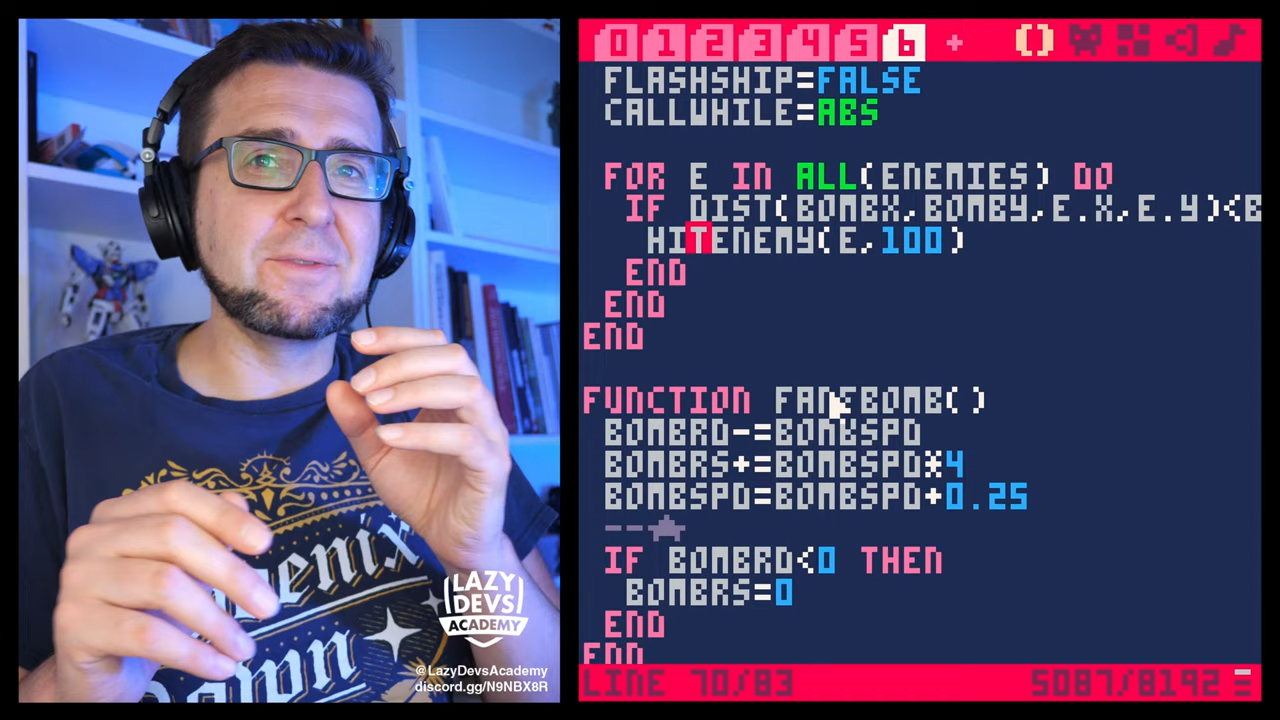 0 1 2 3 4 5 6 +
FLASHSHIP=FALSE
CALLWHILE=ABS
FOR E IN ALL(ENEMIES) DO
IF DIST(BOMBX,BOMBY,E.X,E.Y)<B
HITENEMY(E,100)
END
END
END
FUNCTION FADEBOMB()
BOMBRD-=BOMBSPD
BOMBRS+=BOMBSPD*4
BOMBSPD=BOMBSPD+0.25
--
IF BOMBRD<0 THEN
BOMBRS=0
END
END
LINE 70/83
5087/8192
Phoenix
Down
LAZY
DEVS
ACADEMY
@LazyDevsAcademy
discord.gg/N9NBX8R